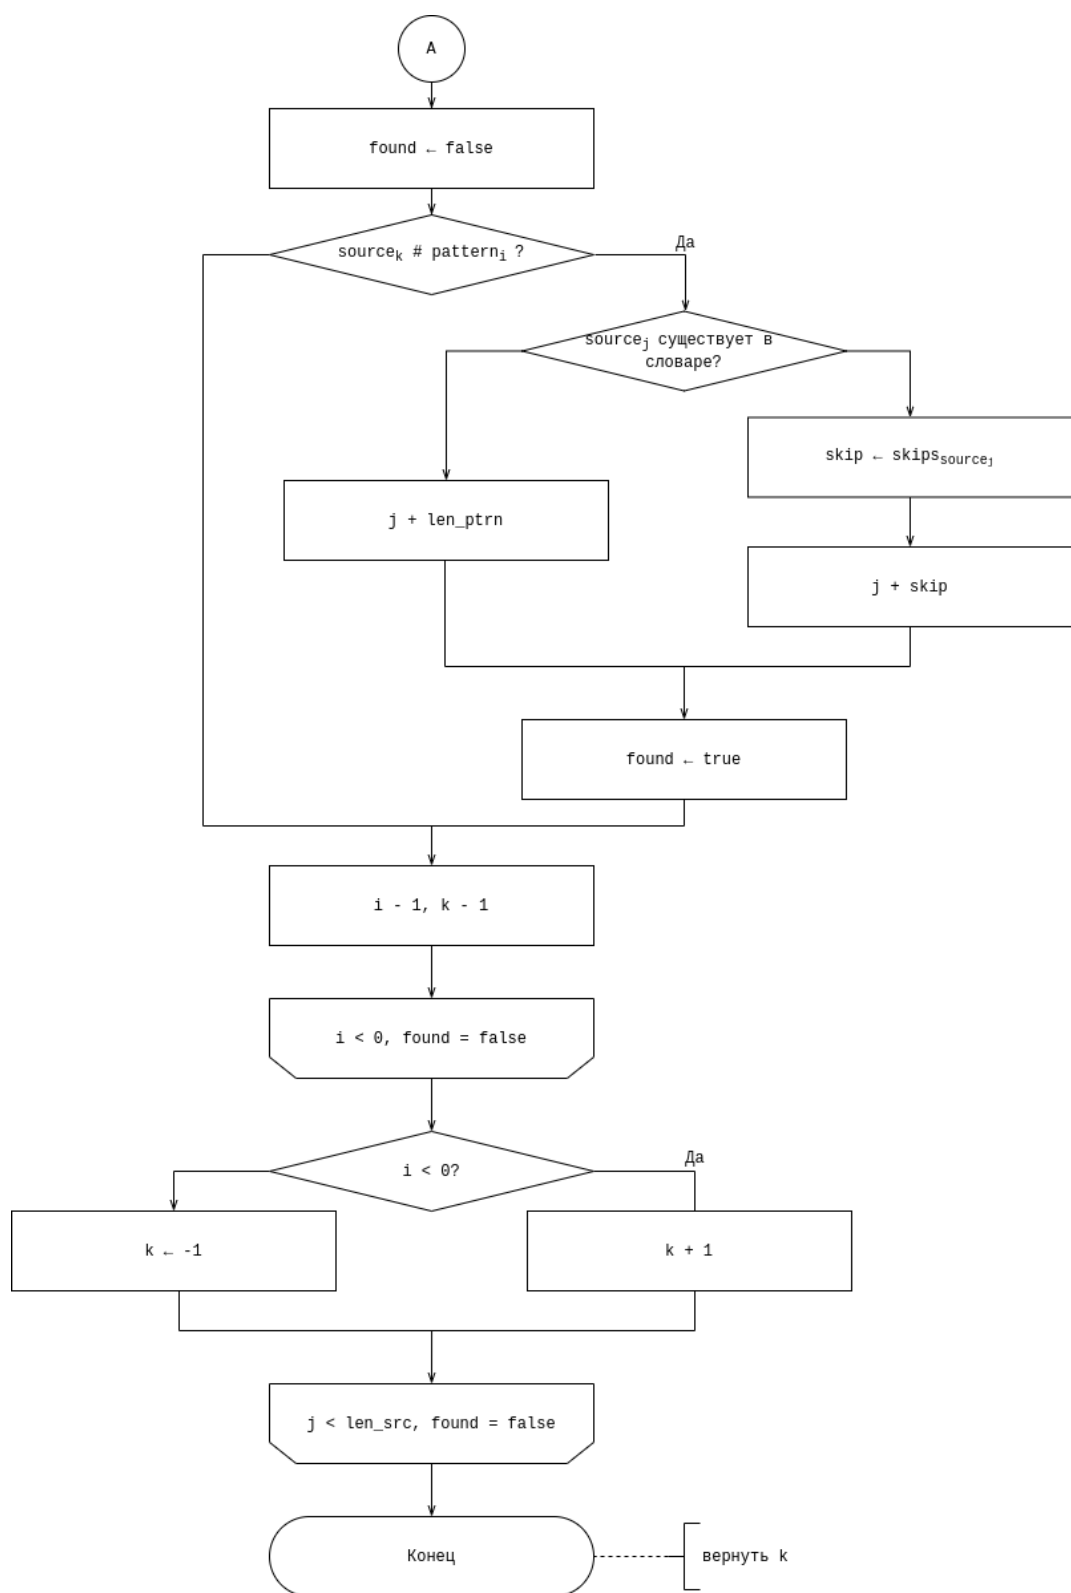 A
found ← false
source_k # pattern_i ?
Да
source_j существует в
словаре?
skip ← skips_source_j
j + len_ptrn
j + skip
found ← true
i - 1, k - 1
i < 0, found = false
i < 0?
Да
k ← -1
k + 1
j < len_src, found = false
Конец
вернуть k